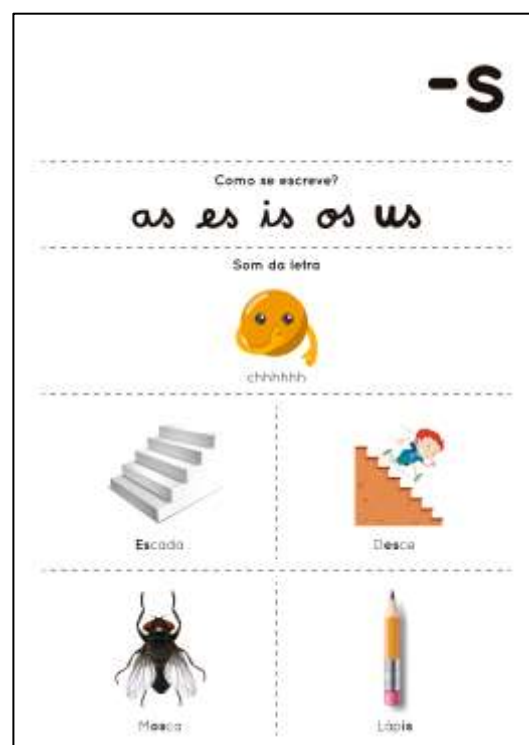 -s
Como se escreve?
as es is os us
Som da letra
chhhhhh
Escada
Desce
Mosca
Lápis